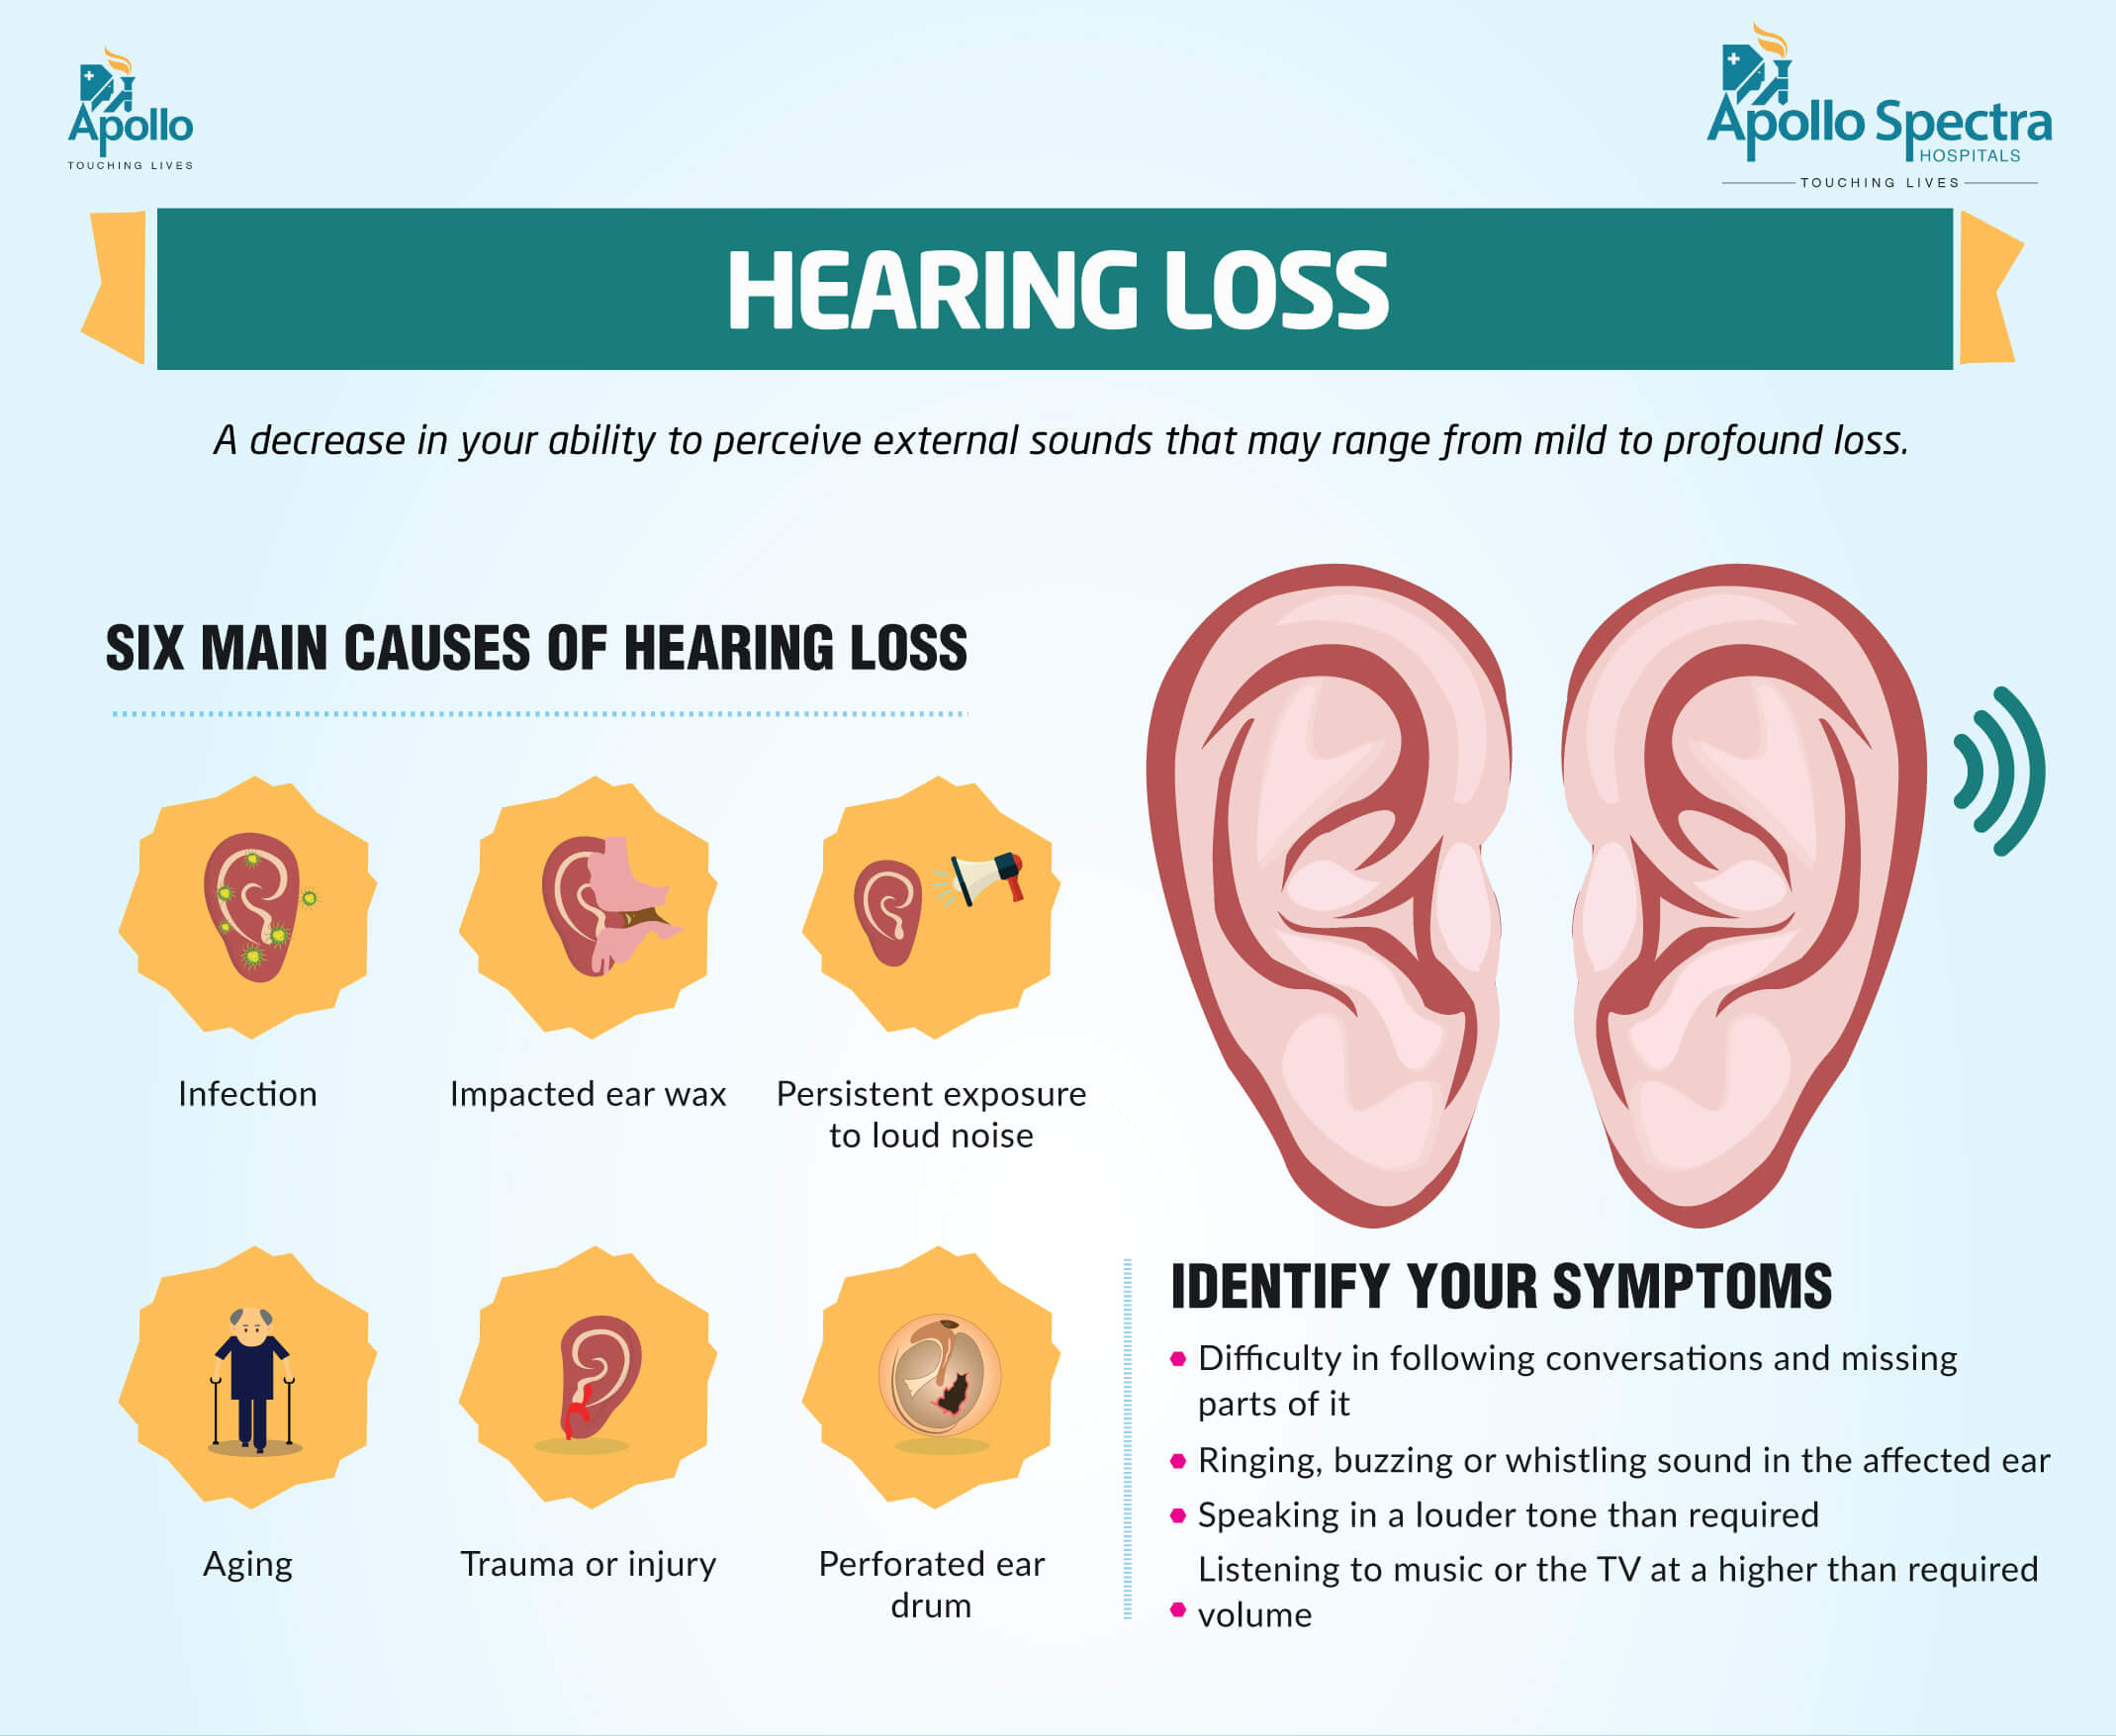 Apollo
TOUCHING LIVES
Apollo Spectra
HOSPITALS
TOUCHING LIVES
HEARING LOSS
A decrease in your ability to perceive external sounds that may range from mild to profound loss.
SIX MAIN CAUSES OF HEARING LOSS
Infection
Impacted ear wax
Persistent exposure
to loud noise
Aging
Trauma or injury
Perforated ear
drum
IDENTIFY YOUR SYMPTOMS
Difficulty in following conversations and missing
parts of it
Ringing, buzzing or whistling sound in the affected ear
Speaking in a louder tone than required
Listening to music or the TV at a higher than required
volume